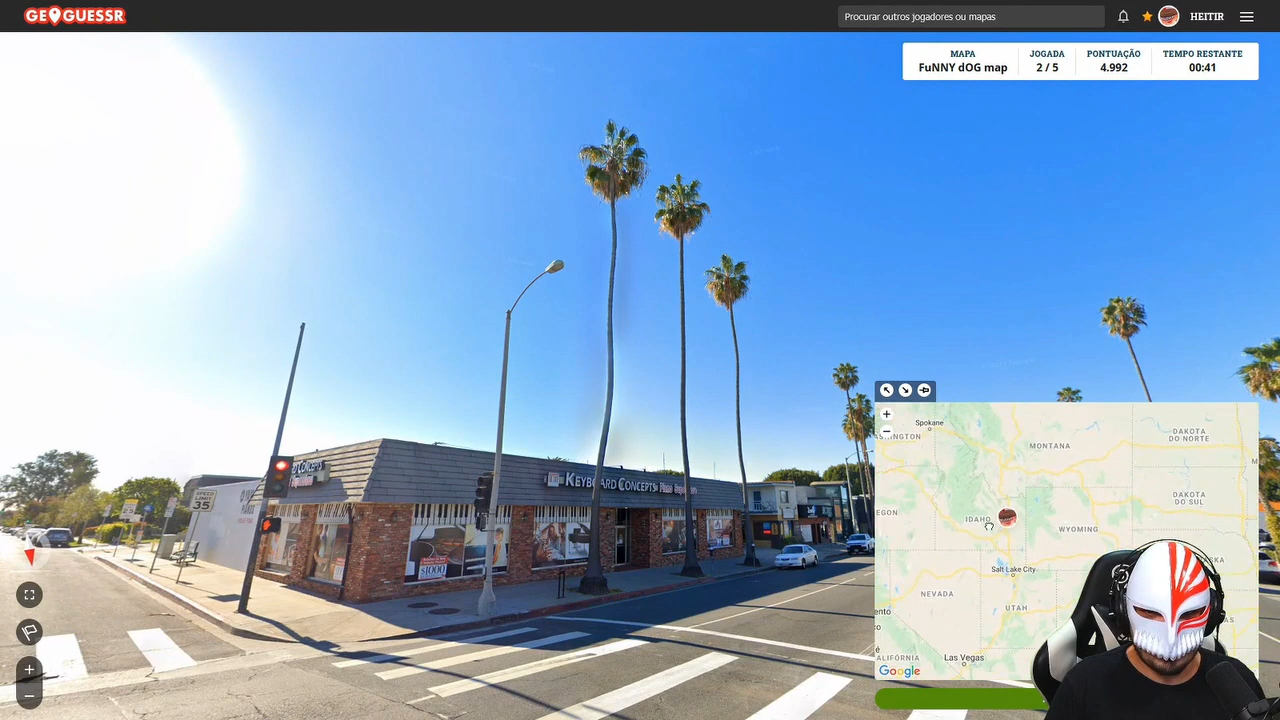 GEOGUESSR
Procurar outros jogadores ou mapas
HEITIR
MAPA
FuNNY dOG map
JOGADA
2 / 5
PONTUAÇÃO
4.992
TEMPO RESTANTE
00:41
SPEED
LIMIT
35
CONCEPTS
KEYBOARD CONCEPTS
$1000
Spokane
MONTANA
DAKOTA
DO NORTE
DAKOTA
DO SUL
IDAHO
WYOMING
Salt Lake City
NEVADA
UTAH
Las Vegas
Google